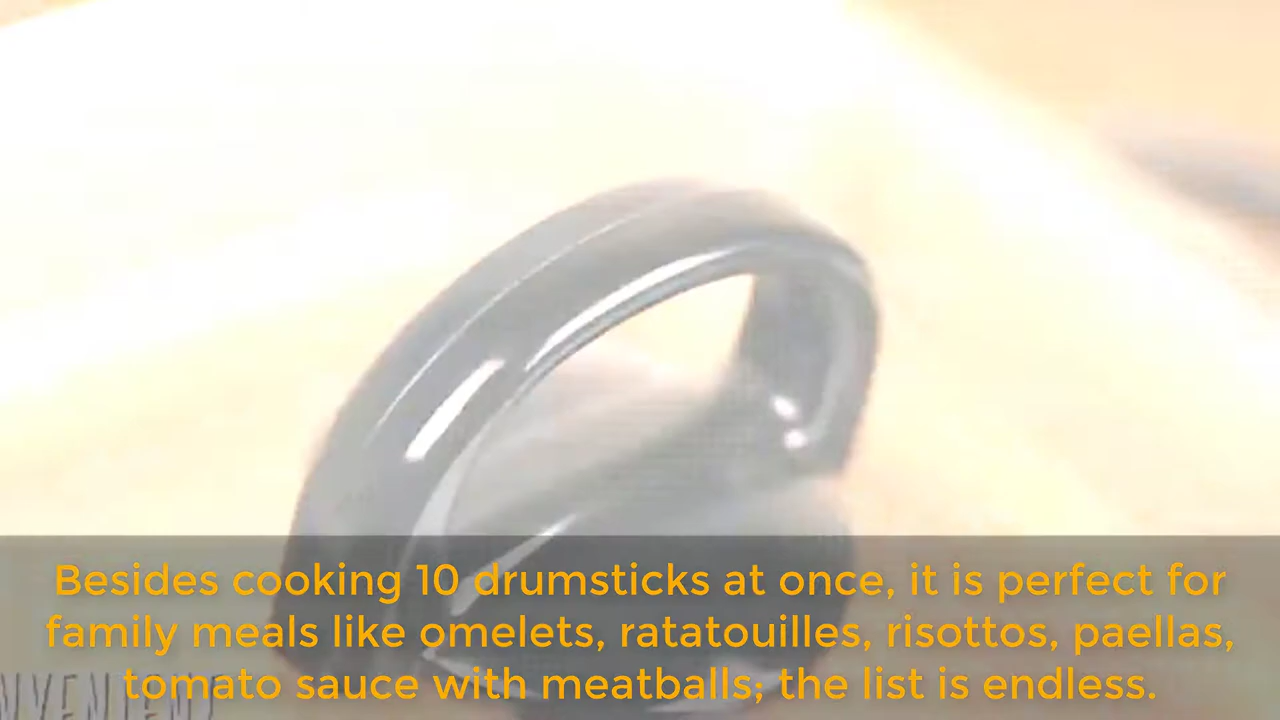 Besides cooking 10 drumsticks at once, it is perfect for
family meals like omelets, ratatouilles, risottos, paellas,
tomato sauce with meatballs; the list is endless.